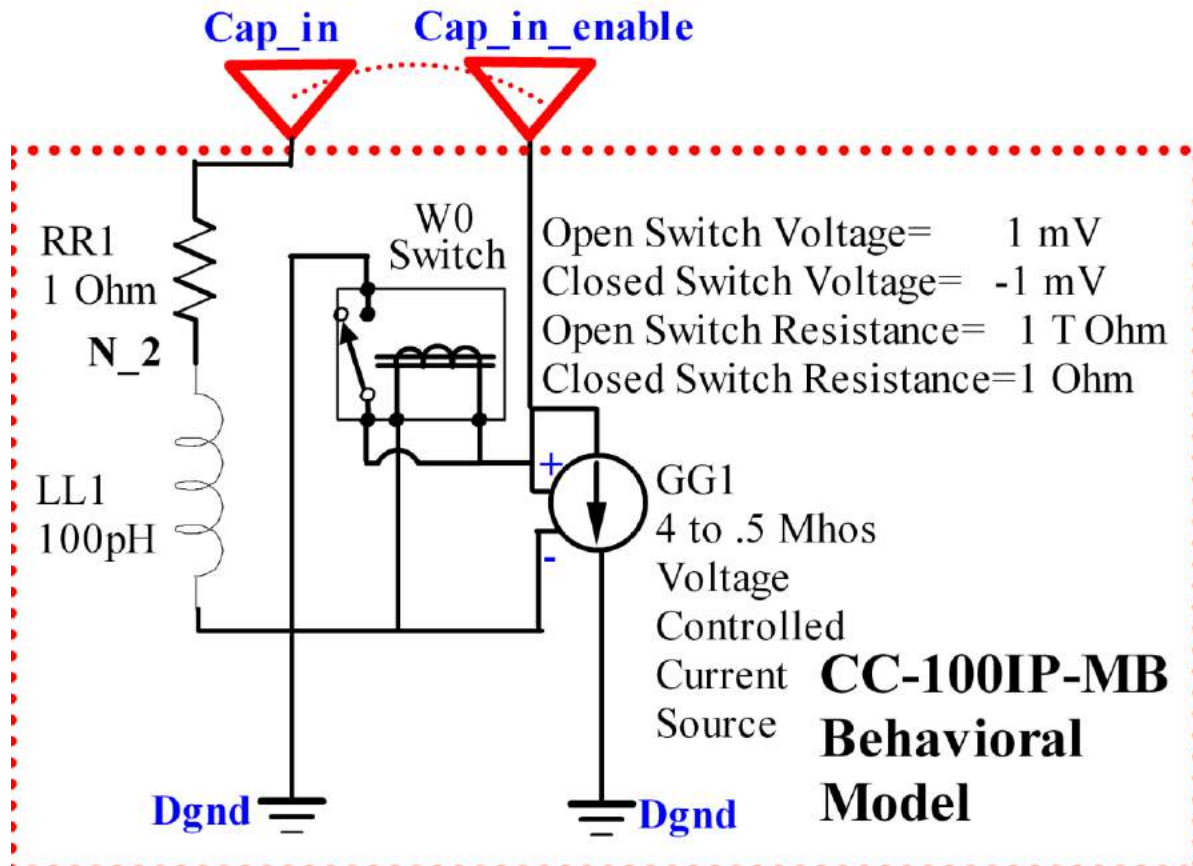 Cap_in
Cap_in_enable
RR1
1 Ohm
N_2
LL1
100pH
W0
Switch
Open Switch Voltage= 1 mV
Closed Switch Voltage= -1 mV
Open Switch Resistance= 1 T Ohm
Closed Switch Resistance=1 Ohm
+
-
GG1
4 to .5 Mhos
Voltage
Controlled
Current
Source
CC-100IP-MB
Behavioral
Model
Dgnd
Dgnd